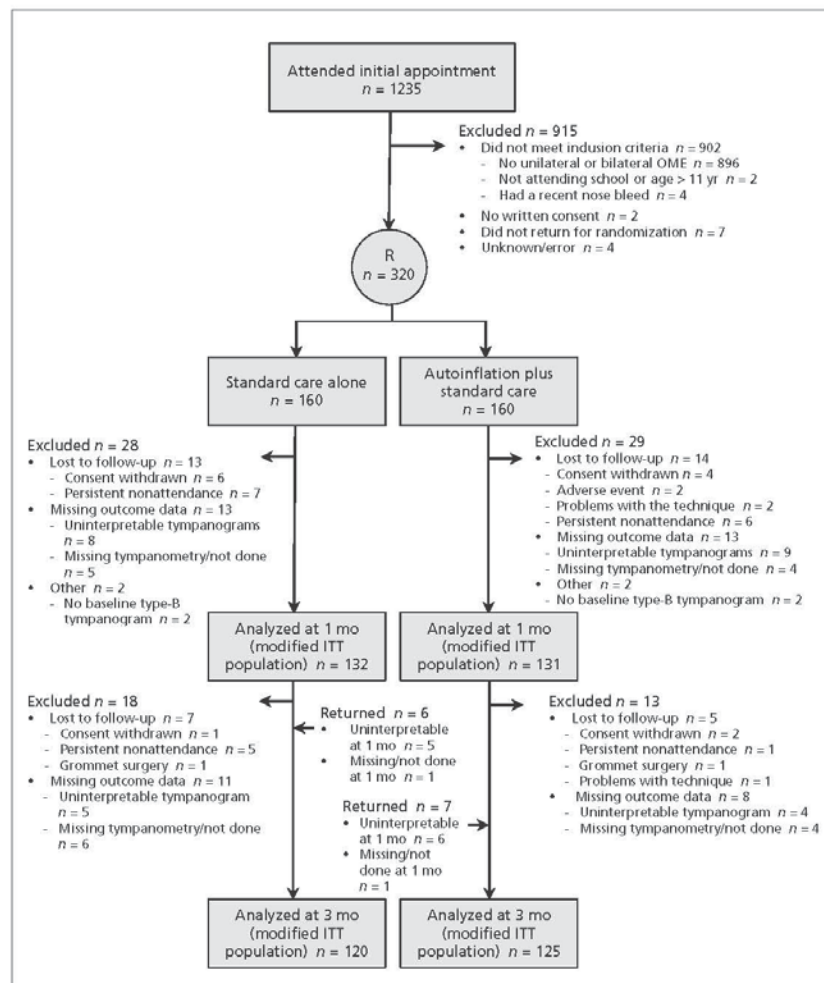 Attended initial appointment
n = 1235
Excluded n = 915
• Did not meet indusion criteria n = 902
- No unilateral or bilateral OME n = 896
- Not attending school or age > 11 yr n = 2
- Had a recent nose bleed n = 4
• No written consent n = 2
• Did not return for randomization n = 7
• Unknown/error n = 4
R
n = 320
Standard care alone
n = 160
Autoinflation plus
standard care
n = 160
Excluded n = 28
• Lost to follow-up n = 13
- Consent withdrawn n = 6
- Persistent nonattendance n = 7
• Missing outcome data n = 13
- Uninterpretable tympanograms
n = 8
- Missing tympanometry/not done
n = 5
• Other n = 2
- No baseline type-B
tympanogram n = 2
Excluded n = 29
• Lost to follow-up n = 14
- Consent withdrawn n = 4
- Adverse event n = 2
- Problems with the technique n = 2
- Persistent nonattendance n = 6
• Missing outcome data n = 13
- Uninterpretable tympanograms n = 9
- Missing tympanometry/not done n = 4
• Other n = 2
- No baseline type-B tympanogram n = 2
Analyzed at 1 mo
(modified ITT
population) n = 132
Analyzed at 1 mo
(modified ITT
population) n = 131
Excluded n = 18
• Lost to follow-up n = 7
- Consent withdrawn n = 1
- Persistent nonattendance n = 5
- Grommet surgery n = 1
• Missing outcome data n = 11
- Uninterpretable tympanogram
n = 5
- Missing tympanometry/not done
n = 6
Returned n = 6
• Uninterpretable
at 1 mo n = 5
• Missing/not done
at 1 mo n = 1
Returned n = 7
• Uninterpretable
at 1 mo n = 6
• Missing/not
done at 1 mo
n = 1
Excluded n = 13
• Lost to follow-up n = 5
- Consent withdrawn n = 2
- Persistent nonattendance n = 1
- Grommet surgery n = 1
- Problems with technique n = 1
• Missing outcome data n = 8
- Uninterpretable tympanogram n = 4
- Missing tympanometry/not done n = 4
Analyzed at 3 mo
(modified ITT
population) n = 120
Analyzed at 3 mo
(modified ITT
population) n = 125